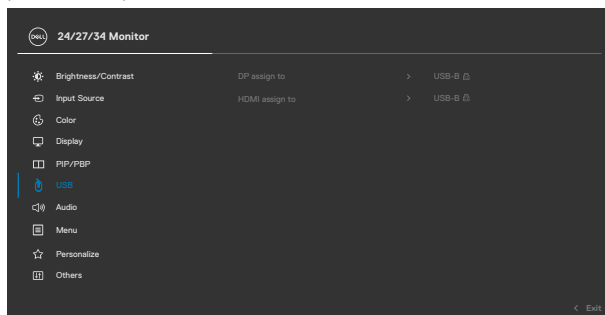 DELL 24/27/34 Monitor
Brightness/Contrast DP assign to > USB-B
Input Source HDMI assign to > USB-B
Color
Display
PIP/PBP
USB
Audio
Menu
Personalize
Others
< Exit